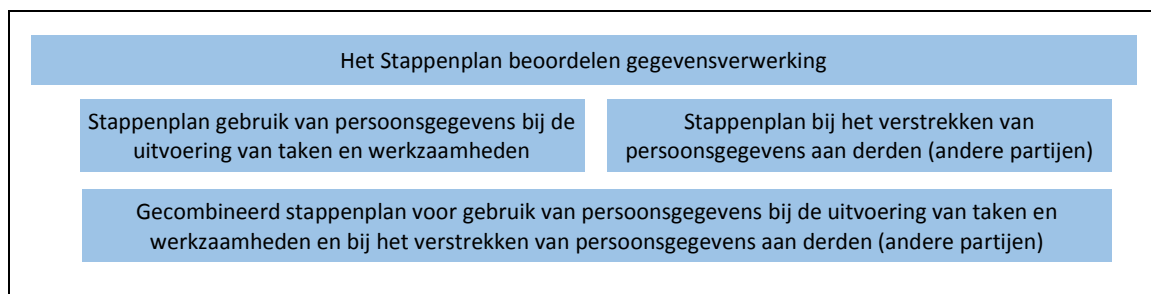 Het Stappenplan beoordelen gegevensverwerking
Stappenplan gebruik van persoonsgegevens bij de
uitvoering van taken en werkzaamheden
Stappenplan bij het verstrekken van
persoonsgegevens aan derden (andere partijen)
Gecombineerd stappenplan voor gebruik van persoonsgegevens bij de uitvoering van taken en
werkzaamheden en bij het verstrekken van persoonsgegevens aan derden (andere partijen)